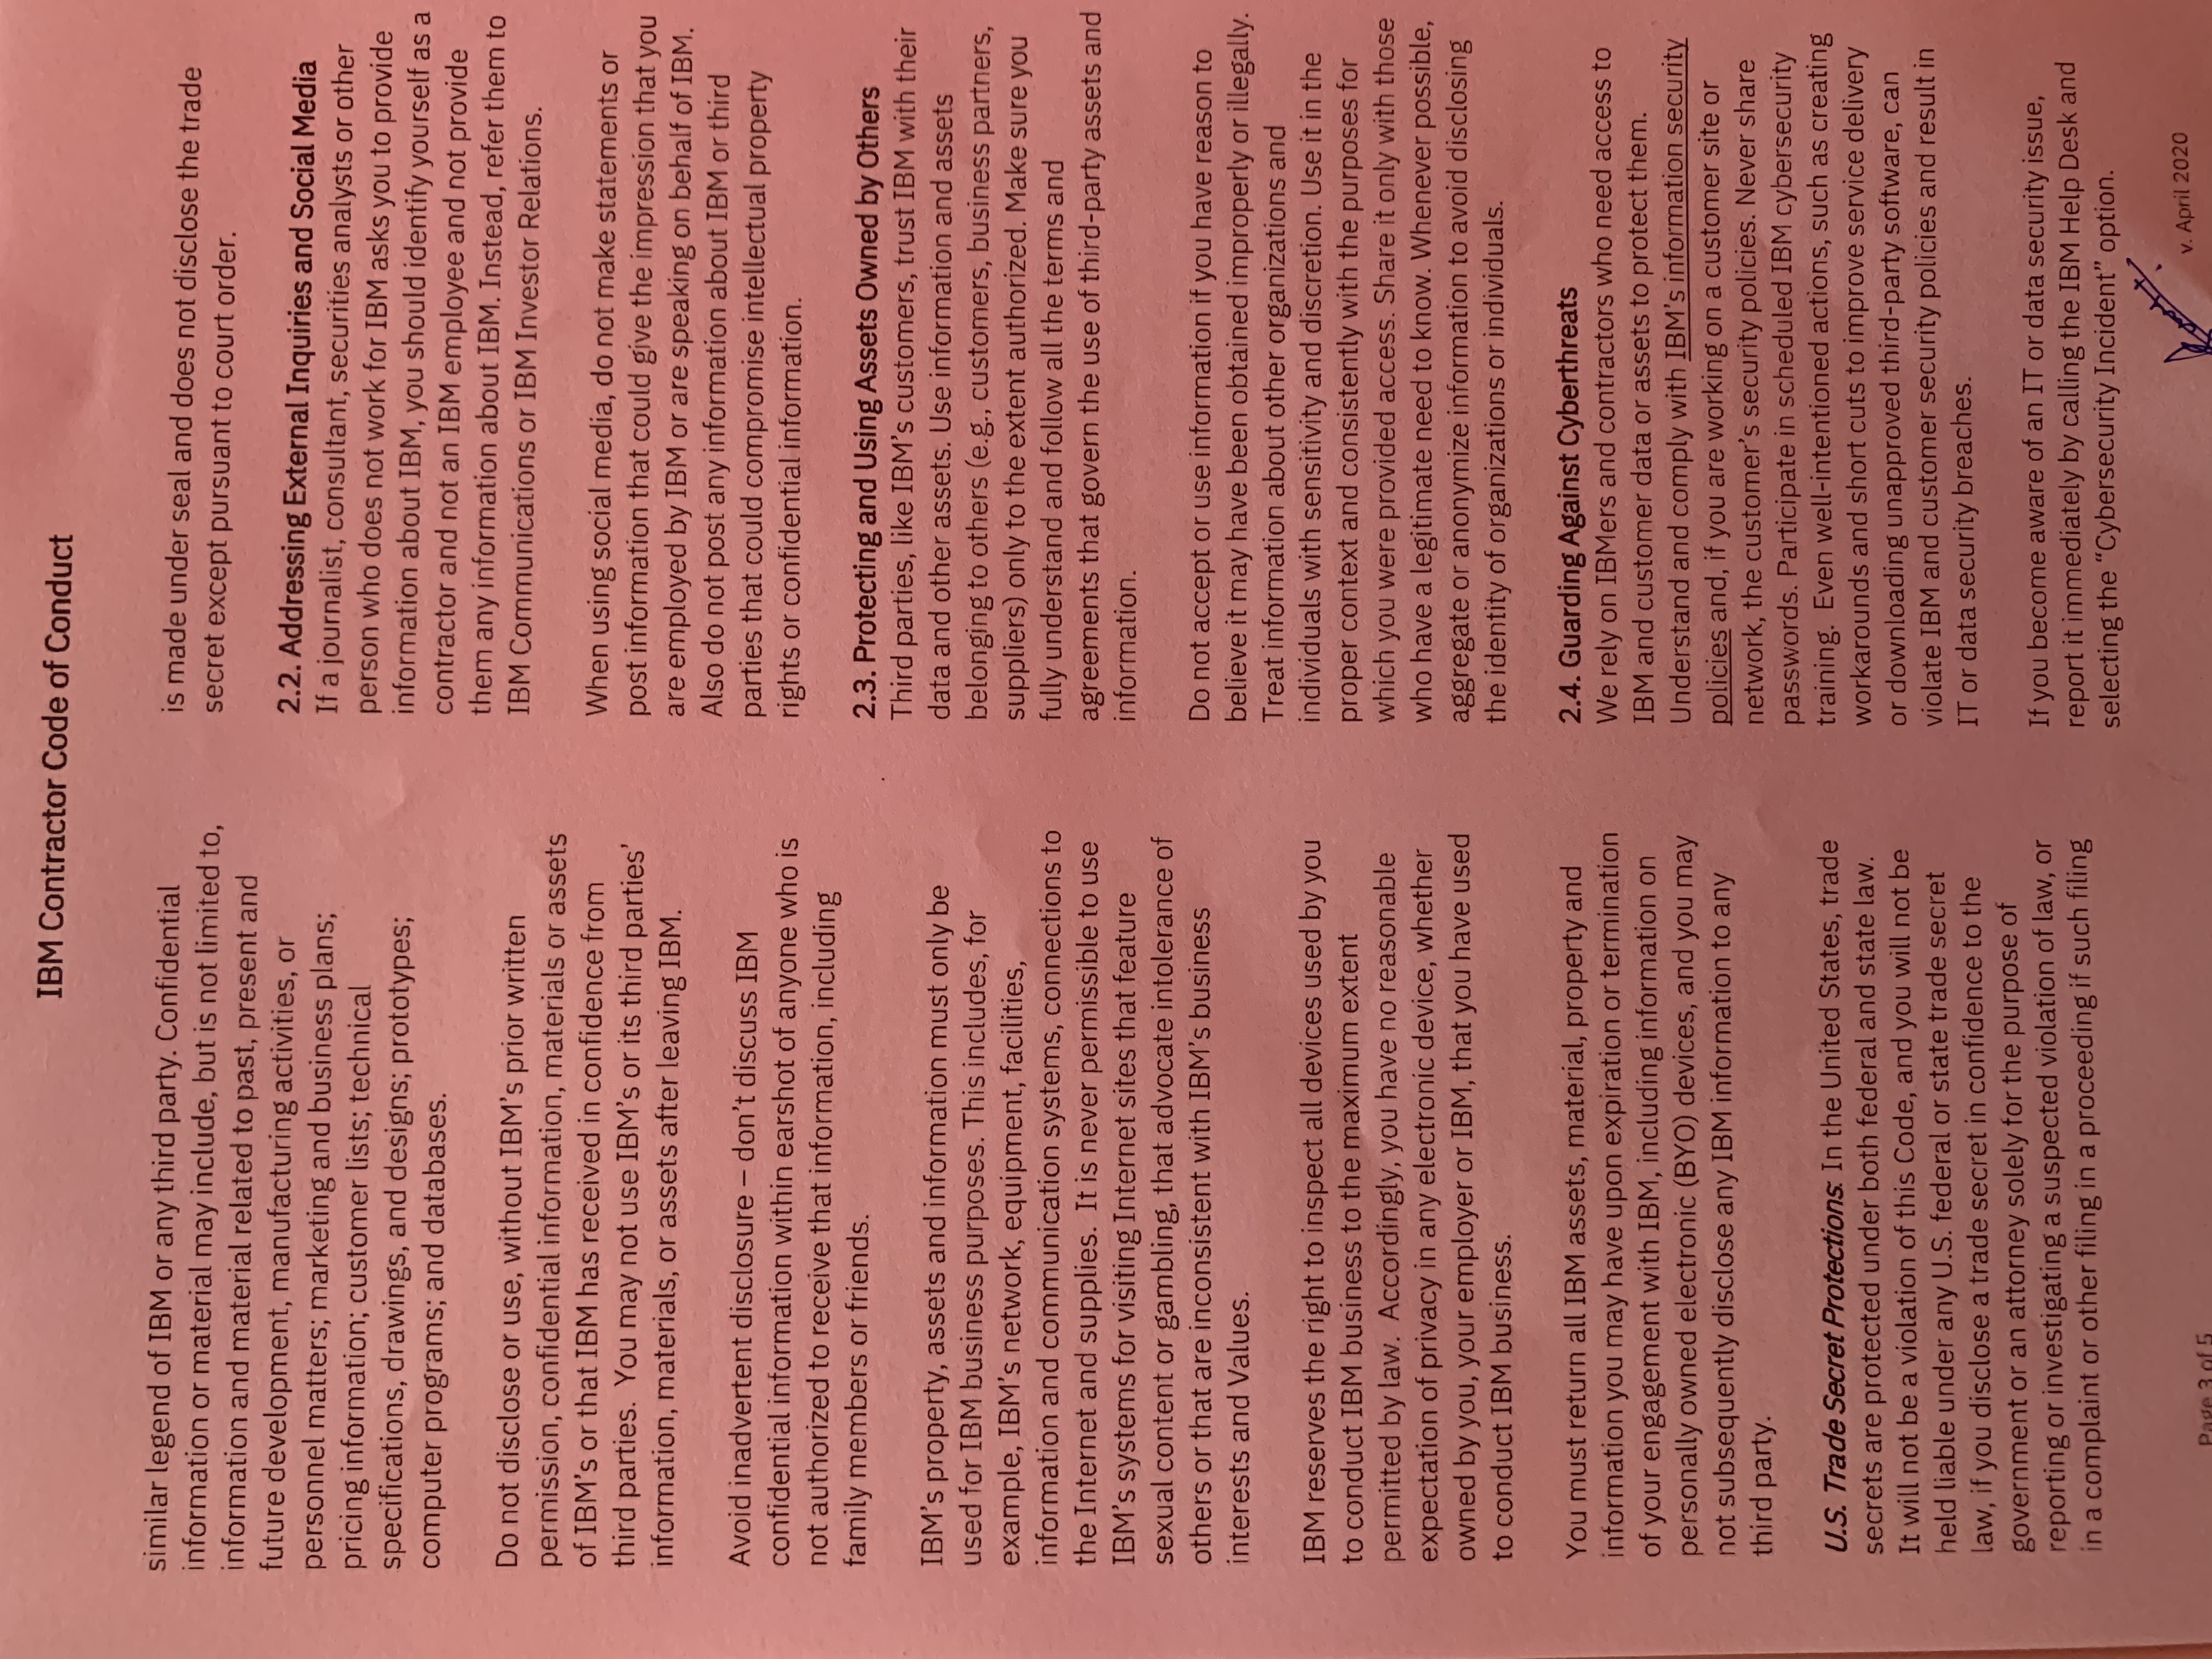 IBM Contractor Code of Conduct
similar legend of IBM or any third party. Confidential
information or material may include, but is not limited to,
information and material related to past, present and
future development, manufacturing activities, or
personnel matters; marketing and business plans;
pricing information; customer lists; technical
specifications, drawings, and designs; prototypes;
computer programs; and databases.
Do not disclose or use, without IBM's prior written
permission, confidential information, materials or assets
of IBM's or that IBM has received in confidence from
third parties.  You may not use IBM's or its third parties'
information, materials, or assets after leaving IBM.
Avoid inadvertent disclosure – don't discuss IBM
confidential information within earshot of anyone who is
not authorized to receive that information, including
family members or friends.
IBM's property, assets and information must only be
used for IBM business purposes. This includes, for
example, IBM's network, equipment, facilities,
information and communication systems, connections to
the Internet and supplies.  It is never permissible to use
IBM's systems for visiting Internet sites that feature
sexual content or gambling, that advocate intolerance of
others or that are inconsistent with IBM's business
interests and Values.
IBM reserves the right to inspect all devices used by you
to conduct IBM business to the maximum extent
permitted by law.  Accordingly, you have no reasonable
expectation of privacy in any electronic device, whether
owned by you, your employer or IBM, that you have used
to conduct IBM business.
You must return all IBM assets, material, property and
information you may have upon expiration or termination
of your engagement with IBM, including information on
personally owned electronic (BYO) devices, and you may
not subsequently disclose any IBM information to any
third party.
U.S. Trade Secret Protections: In the United States, trade
secrets are protected under both federal and state law.
It will not be a violation of this Code, and you will not be
held liable under any U.S. federal or state trade secret
law, if you disclose a trade secret in confidence to the
government or an attorney solely for the purpose of
reporting or investigating a suspected violation of law, or
in a complaint or other filing in a proceeding if such filing
is made under seal and does not disclose the trade
secret except pursuant to court order.
2.2. Addressing External Inquiries and Social Media
If a journalist, consultant, securities analysts or other
person who does not work for IBM asks you to provide
information about IBM, you should identify yourself as a
contractor and not an IBM employee and not provide
them any information about IBM. Instead, refer them to
IBM Communications or IBM Investor Relations.
When using social media, do not make statements or
post information that could give the impression that you
are employed by IBM or are speaking on behalf of IBM.
Also do not post any information about IBM or third
parties that could compromise intellectual property
rights or confidential information.
2.3. Protecting and Using Assets Owned by Others
Third parties, like IBM's customers, trust IBM with their
data and other assets. Use information and assets
belonging to others (e.g., customers, business partners,
suppliers) only to the extent authorized. Make sure you
fully understand and follow all the terms and
agreements that govern the use of third-party assets and
information.
Do not accept or use information if you have reason to
believe it may have been obtained improperly or illegally.
Treat information about other organizations and
individuals with sensitivity and discretion. Use it in the
proper context and consistently with the purposes for
which you were provided access. Share it only with those
who have a legitimate need to know. Whenever possible,
aggregate or anonymize information to avoid disclosing
the identity of organizations or individuals.
2.4. Guarding Against Cyberthreats
We rely on IBMers and contractors who need access to
IBM and customer data or assets to protect them.
Understand and comply with IBM's information security
policies and, if you are working on a customer site or
network, the customer's security policies. Never share
passwords. Participate in scheduled IBM cybersecurity
training.  Even well-intentioned actions, such as creating
workarounds and short cuts to improve service delivery
or downloading unapproved third-party software, can
violate IBM and customer security policies and result in
IT or data security breaches.
If you become aware of an IT or data security issue,
report it immediately by calling the IBM Help Desk and
selecting the "Cybersecurity Incident" option.
v. April 2020
Page 3 of 5